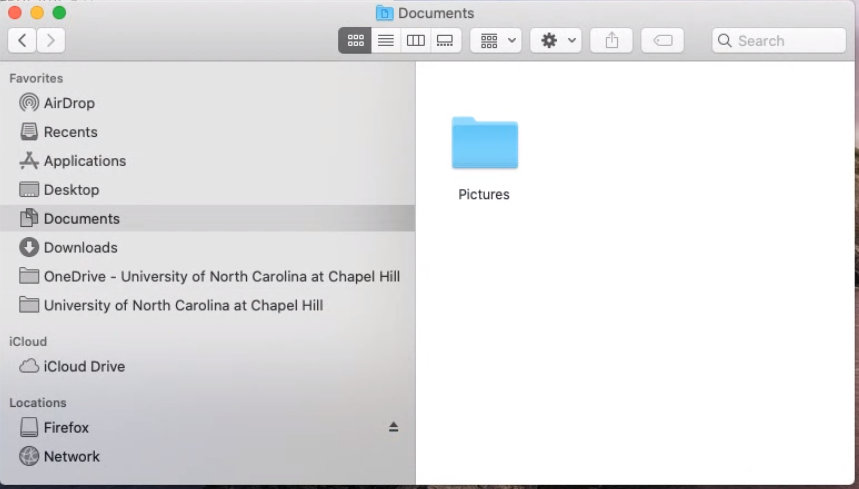 Documents
Search
Favorites
AirDrop
Recents
Applications
Desktop
Documents
Downloads
OneDrive - University of North Carolina at Chapel Hill
University of North Carolina at Chapel Hill
iCloud
iCloud Drive
Locations
Firefox
Network
Pictures